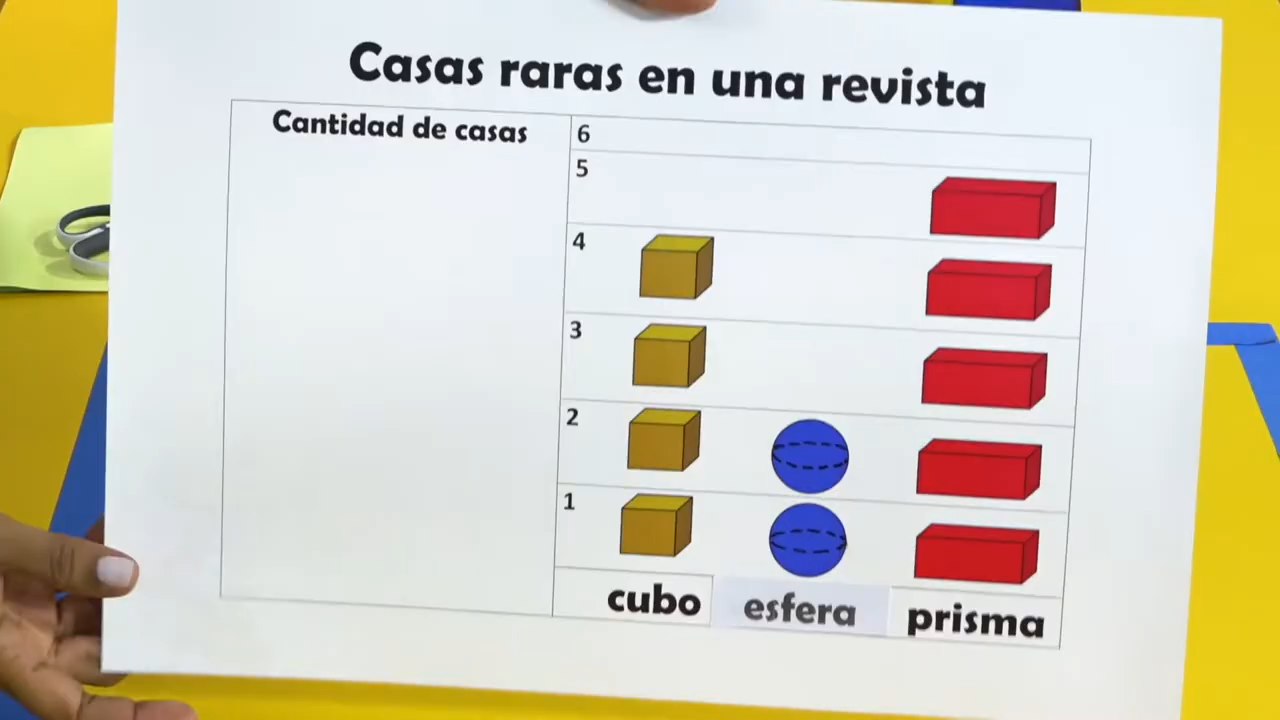 Casas raras en una revista
Cantidad de casas
6
5
4
3
2
1
cubo
esfera
prisma